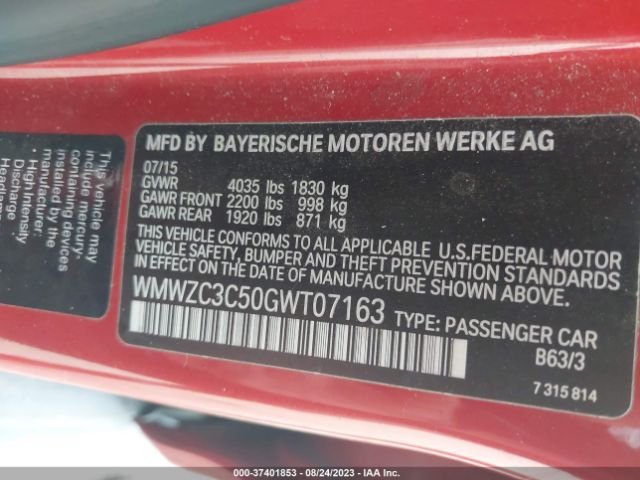 This vehicle may
include mercury-
containing devices
installed by the
Manufacturer:
High Intensity
Discharge
Headlamp
MFD BY BAYERISCHE MOTOREN WERKE AG
07/15
GVWR 4035 lbs 1830 kg
GAWR FRONT 2200 lbs 998 kg
GAWR REAR 1920 lbs 871 kg
THIS VEHICLE CONFORMS TO ALL APPLICABLE U.S.FEDERAL MOTOR
VEHICLE SAFETY, BUMPER AND THEFT PREVENTION STANDARDS
IN EFFECT ON THE DATE OF MANUFACTURE SHOWN ABOVE.
WMWZC3C50GWT07163 TYPE: PASSENGER CAR
B63/3
7 315 814
000-37401853 - 08/24/2023 - IAA Inc.